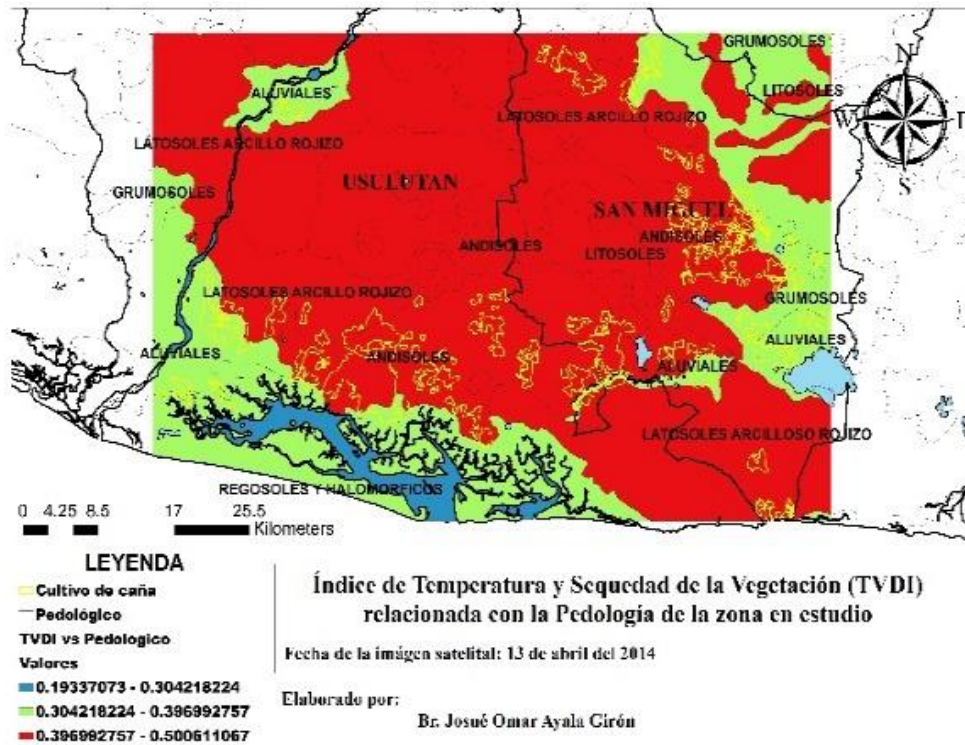 GRUMOSOLES
N
ALUVIALES
LITOSOLES
LATOSOLES ARCILLO ROJIZO
W
E
LATOSOLES ARCILLO ROJIZO
S
USULUTAN
GRUMOSOLES
SAN MIGUEL
ANDISOLES
ANDISOLES
LITOSOLES
LATOSOLES ARCILLO ROJIZO
GRUMOSOLES
ALUVIALES
ALUVIALES
ANDISOLES
ALUVIALES
LATOSOLES ARCILLOSO ROJIZO
REGOSOLES Y HALOMORFICOS
0 4.25 8.5 17 25.5
Kilometers
LEYENDA
Cultivo de caña
Pedológico
TVDI vs Pedologico
Valores
0.19337073 - 0.304218224
0.304218224 - 0.396992757
0.396992757 - 0.500611067
Índice de Temperatura y Sequedad de la Vegetación (TVDI)
relacionada con la Pedología de la zona en estudio
Fecha de la imágen satelital: 13 de abril del 2014
Elaborado por:
Br. Josué Omar Ayala Girón